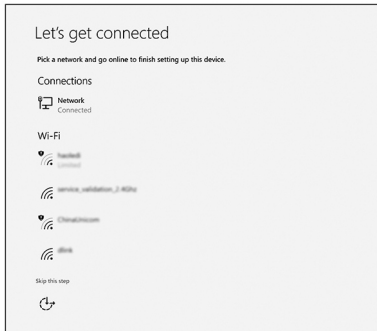 Let's get connected
Pick a network and go online to finish setting up this device.
Connections
Network
Connected
Wi-Fi
Limited
service_validation_2.4Ghz
ChinaUnicom
dlink
Skip this step